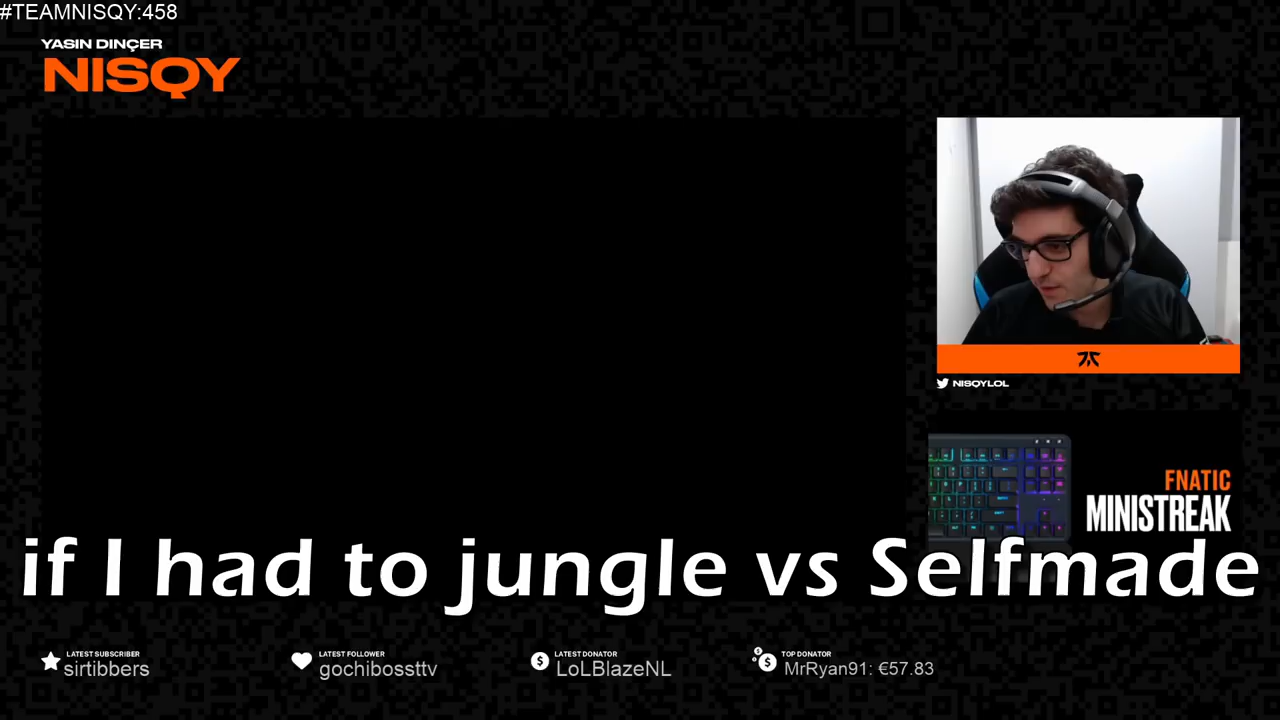 #TEAMNISQY:458
YASIN DINÇER
NISQY
NISQYLOL
FNATIC
MINISTREAK
if I had to jungle vs Selfmade
LATEST SUBSCRIBER
sirtibbers
LATEST FOLLOWER
gochibossttv
LATEST DONATOR
LoLBlazeNL
TOP DONATOR
MrRyan91: €57.83